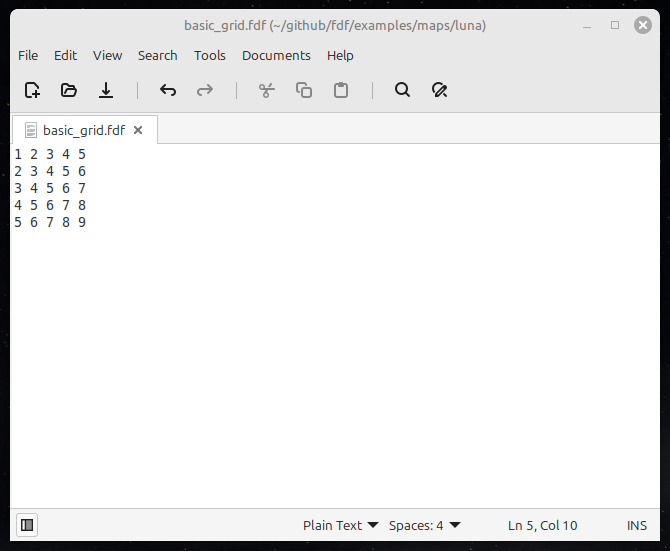 basic_grid.fdf (~/github/fdf/examples/maps/luna)
File Edit View Search Tools Documents Help
basic_grid.fdf
1 2 3 4 5
2 3 4 5 6
3 4 5 6 7
4 5 6 7 8
5 6 7 8 9
Plain Text Spaces: 4 Ln 5, Col 10 INS